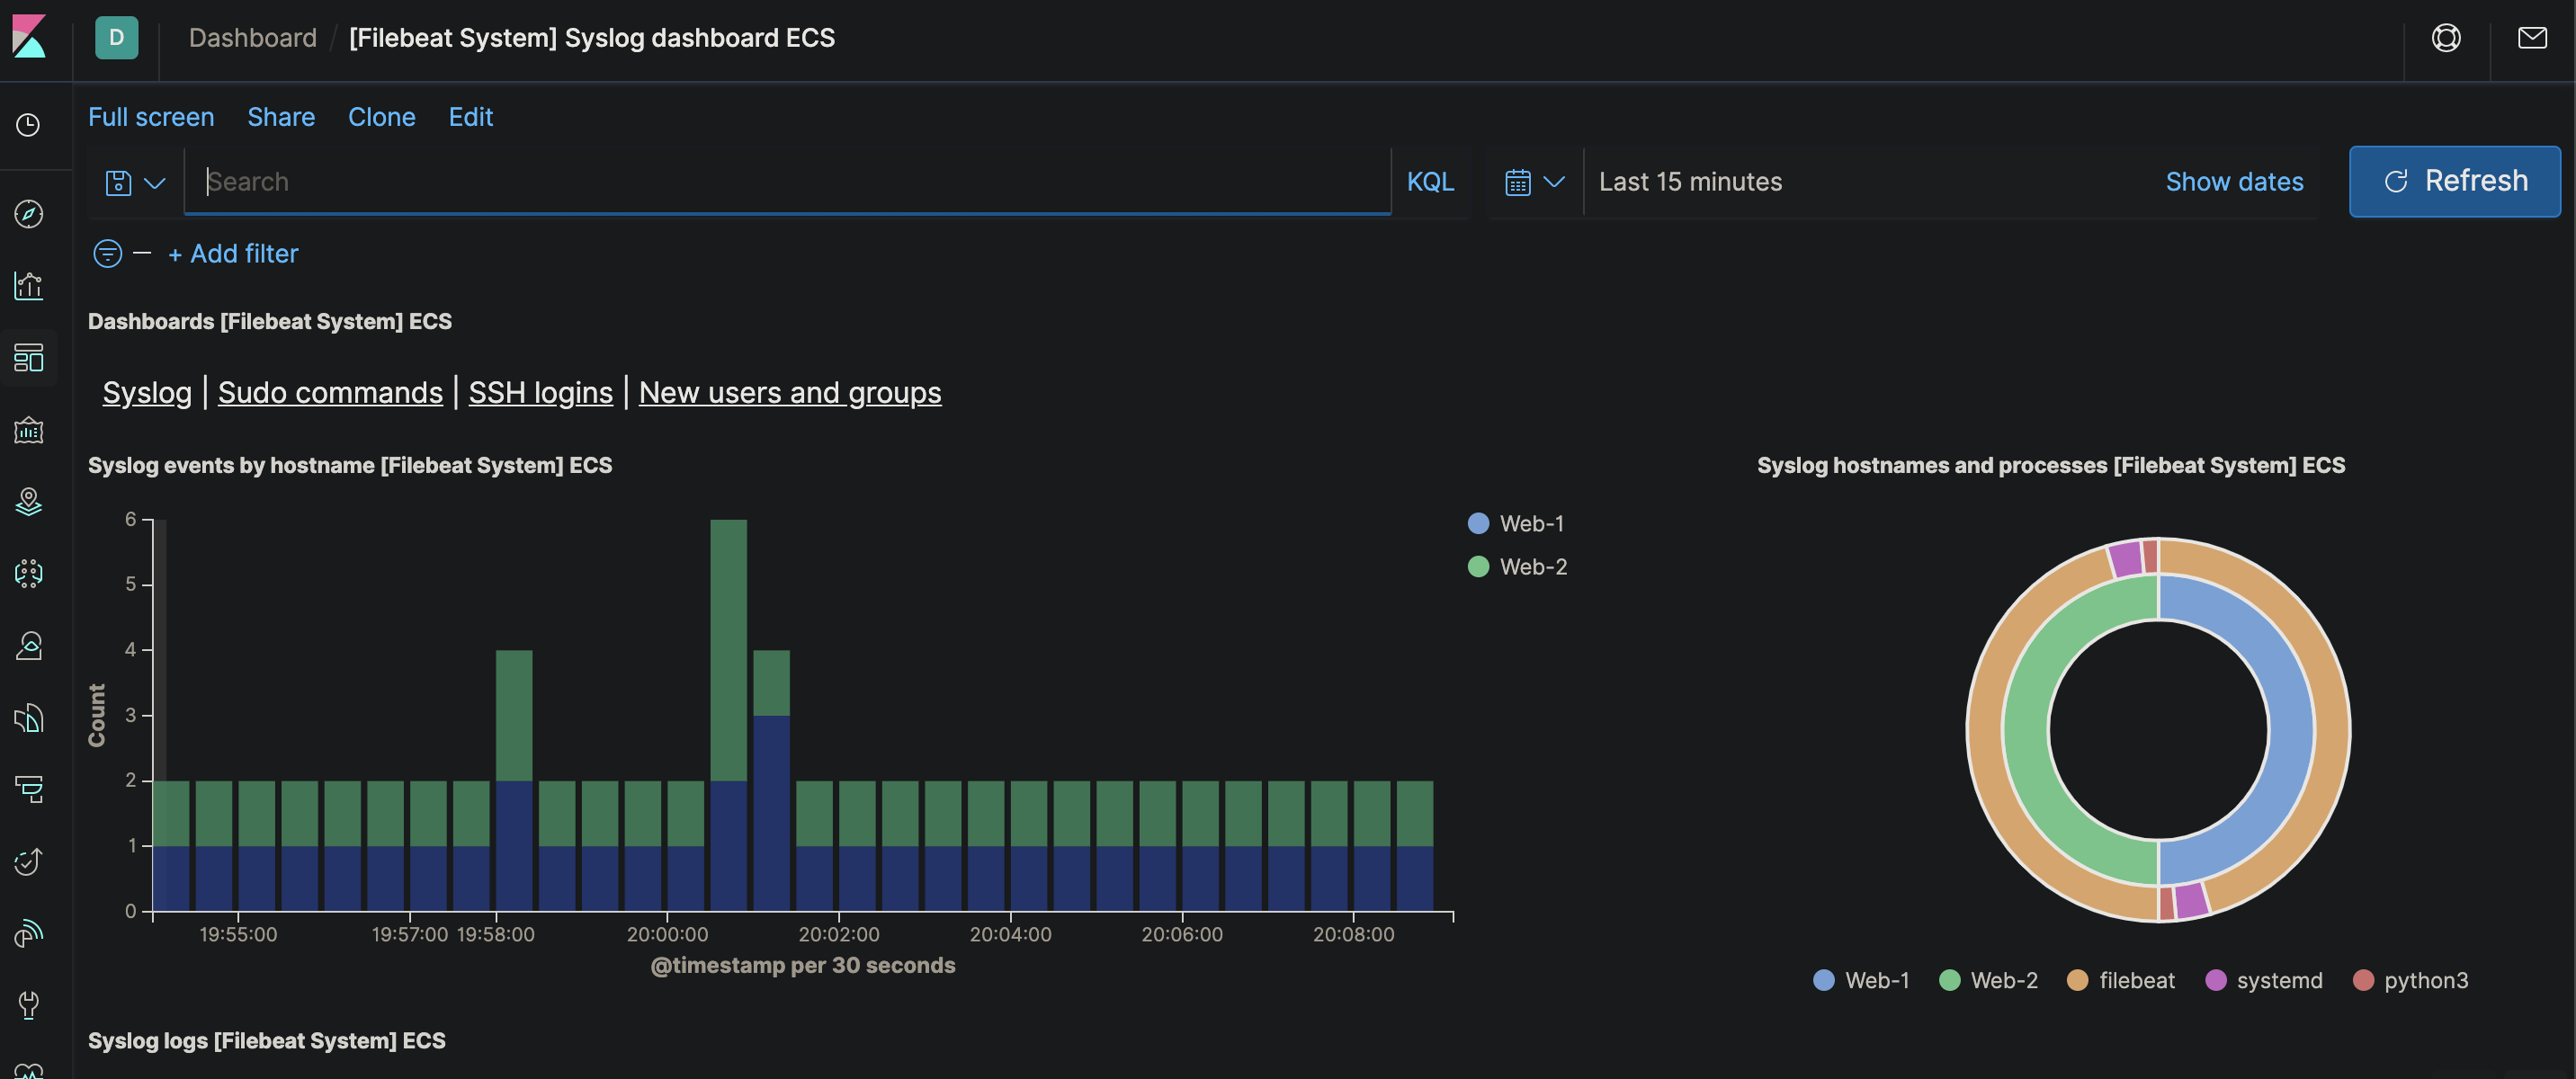 D Dashboard / [Filebeat System] Syslog dashboard ECS
Full screen Share Clone Edit
Search KQL Last 15 minutes Show dates Refresh
+ Add filter
Dashboards [Filebeat System] ECS
Syslog | Sudo commands | SSH logins | New users and groups
Syslog events by hostname [Filebeat System] ECS
6
5
4
3
2
1
0
Count
19:55:00 19:57:00 19:58:00 20:00:00 20:02:00 20:04:00 20:06:00 20:08:00
@timestamp per 30 seconds
Web-1
Web-2
Syslog hostnames and processes [Filebeat System] ECS
Web-1 Web-2 filebeat systemd python3
Syslog logs [Filebeat System] ECS